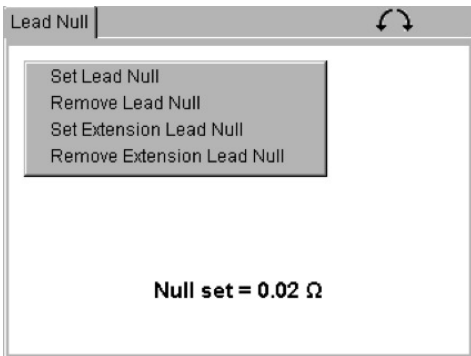 Lead Null
Set Lead Null
Remove Lead Null
Set Extension Lead Null
Remove Extension Lead Null
Null set = 0.02 Ω